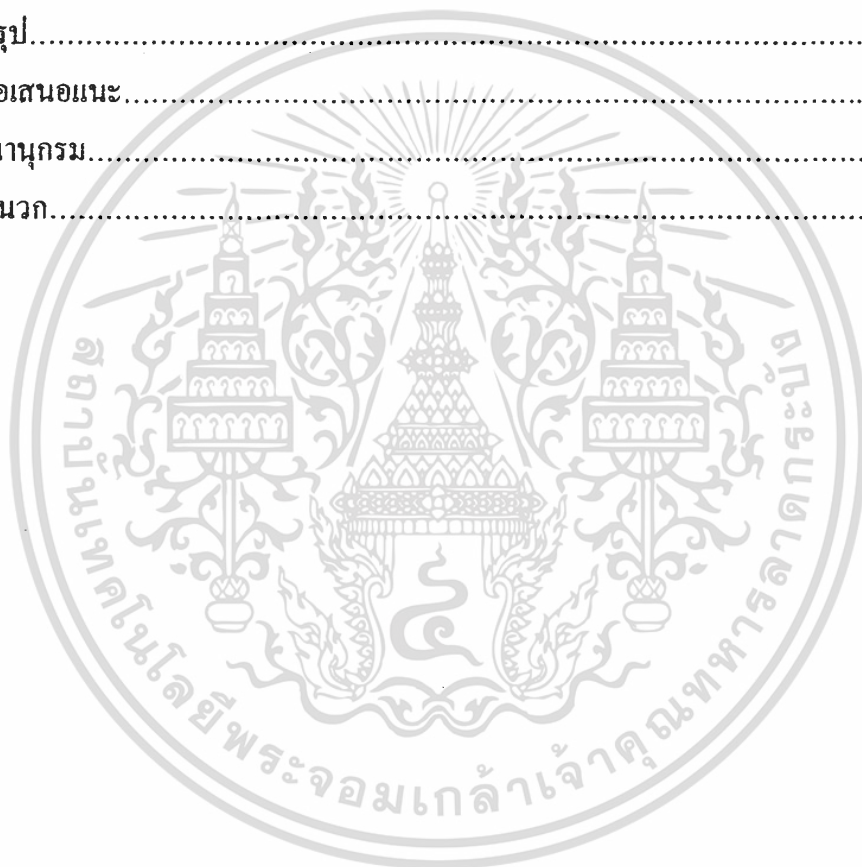 รุป........................................................................................................
อเสนอแนะ........................................................................................................
านุกรม........................................................................................................
นวก........................................................................................................
สถาบันเทคโนโลยีพระจอมเกล้าเจ้าคุณทหารลาดกระบัง
๔